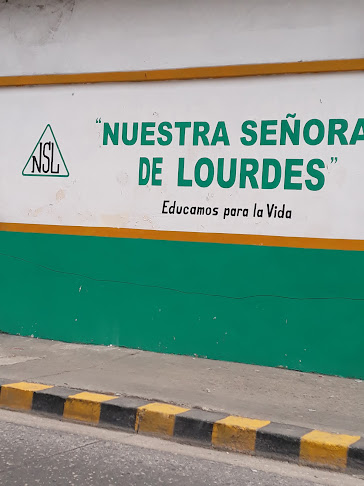 NSL
"NUESTRA SEÑORA
DE LOURDES"
Educamos para la Vida